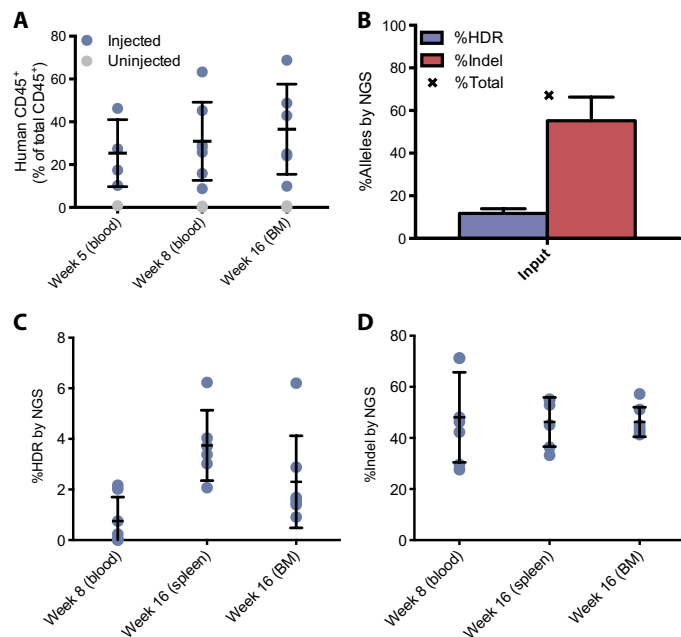 A
Injected
Uninjected
Human CD45⁺
(% of total CD45⁺)
80
60
40
20
0
Week 5 (blood)
Week 8 (blood)
Week 16 (BM)
B
%HDR
%Indel
%Total
%Alleles by NGS
100
80
60
40
20
0
Input
C
%HDR by NGS
8
6
4
2
0
Week 8 (blood)
Week 16 (spleen)
Week 16 (BM)
D
%Indel by NGS
80
60
40
20
0
Week 8 (blood)
Week 16 (spleen)
Week 16 (BM)